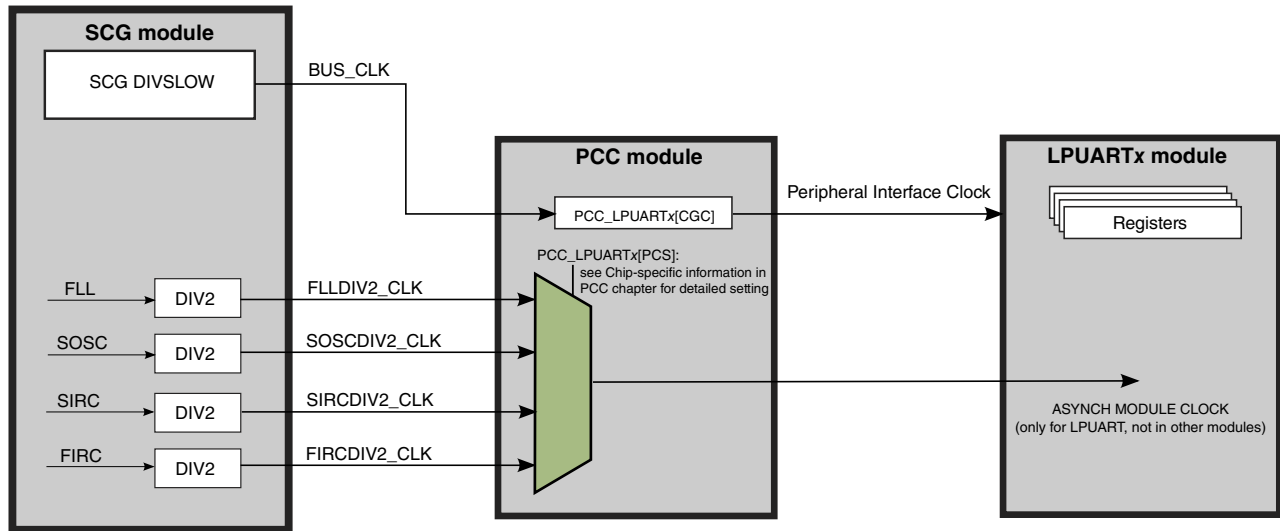 SCG module
SCG DIVSLOW
BUS_CLK
PCC module
PCC_LPUARTx[CGC]
Peripheral Interface Clock
LPUARTx module
Registers
PCC_LPUARTx[PCS]:
see Chip-specific information in
PCC chapter for detailed setting
FLL
DIV2
FLLDIV2_CLK
SOSC
DIV2
SOSCDIV2_CLK
SIRC
DIV2
SIRCDIV2_CLK
FIRC
DIV2
FIRCDIV2_CLK
ASYNCH MODULE CLOCK
(only for LPUART, not in other modules)